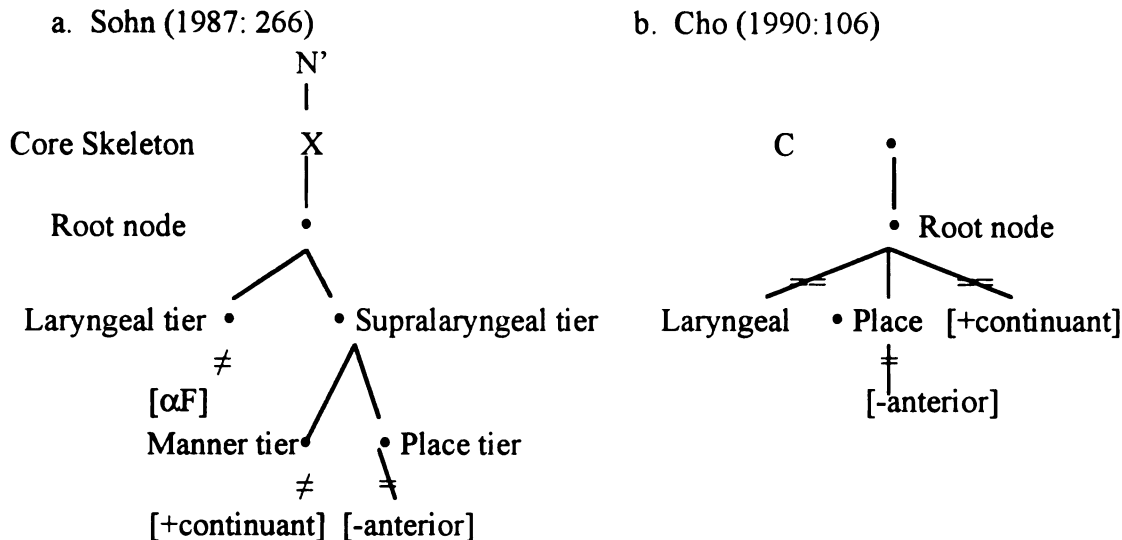 a. Sohn (1987: 266)
b. Cho (1990:106)
N’
Core Skeleton X
C •
Root node •
• Root node
Laryngeal tier • • Supralaryngeal tier
Laryngeal • Place [+continuant]
≠
[αF]
[-anterior]
Manner tier • • Place tier
≠
[+continuant] [-anterior]